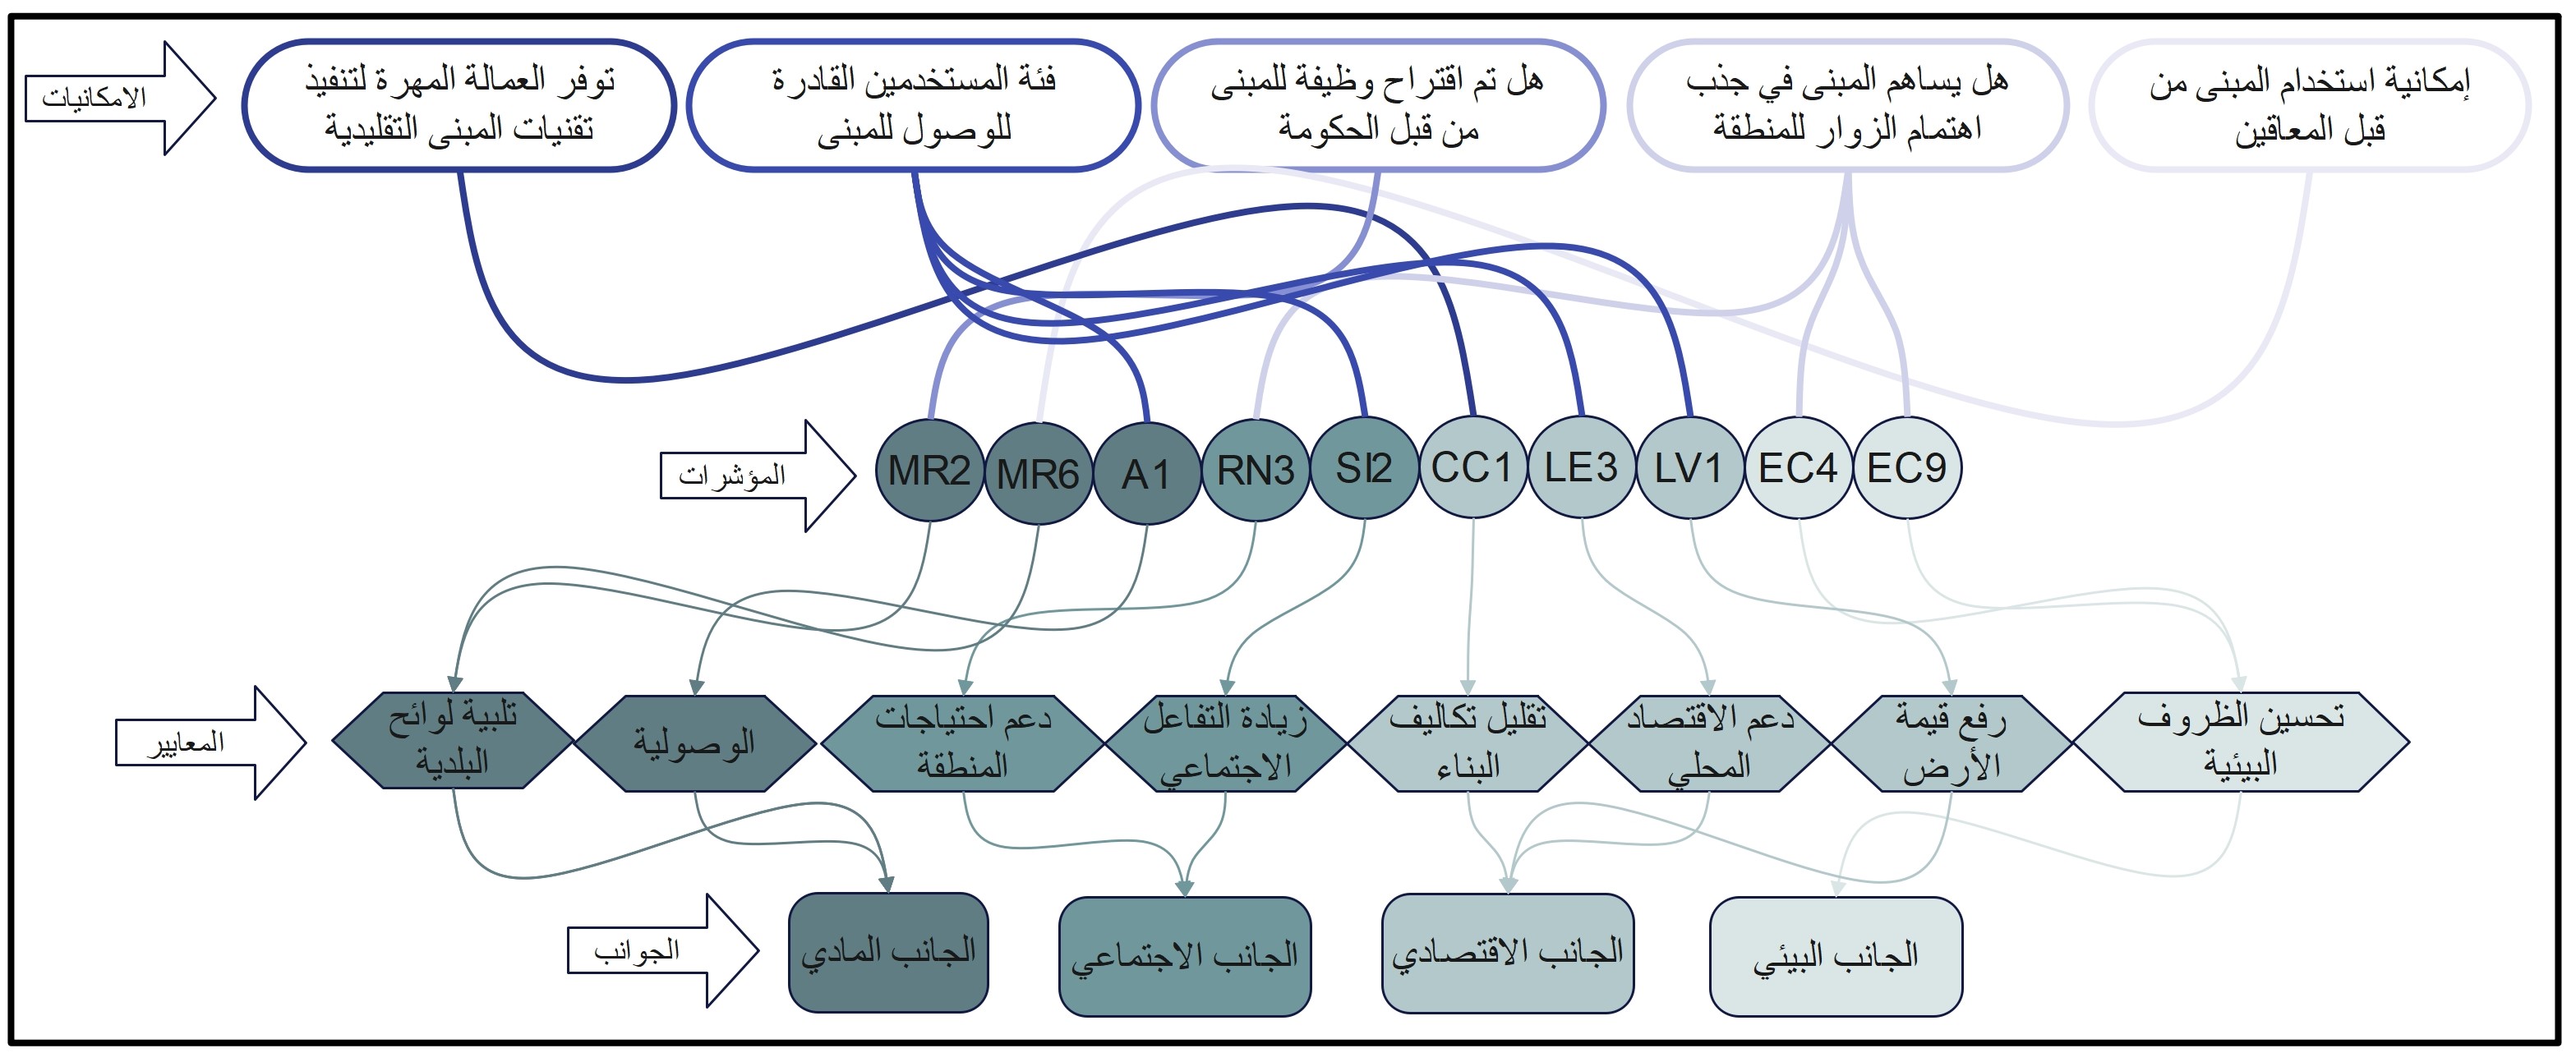 الامكانيات
توفر العمالة المهرة لتنفيذ
تقنيات المبنى التقليدية
فئة المستخدمين القادرة
للوصول للمبنى
هل تم اقتراح وظيفة للمبنى
من قبل الحكومة
هل يساهم المبنى في جذب
اهتمام الزوار للمنطقة
إمكانية استخدام المبنى من
قبل المعاقين
المؤشرات
MR2
MR6
A1
RN3
SI2
CC1
LE3
LV1
EC4
EC9
المعايير
تلبية لوائح
البلدية
الوصولية
دعم احتياجات
المنطقة
زيادة التفاعل
الاجتماعي
تقليل تكاليف
البناء
دعم الاقتصاد
المحلي
رفع قيمة
الأرض
تحسين الظروف
البيئية
الجوانب
الجانب المادي
الجانب الاجتماعي
الجانب الاقتصادي
الجانب البيئي